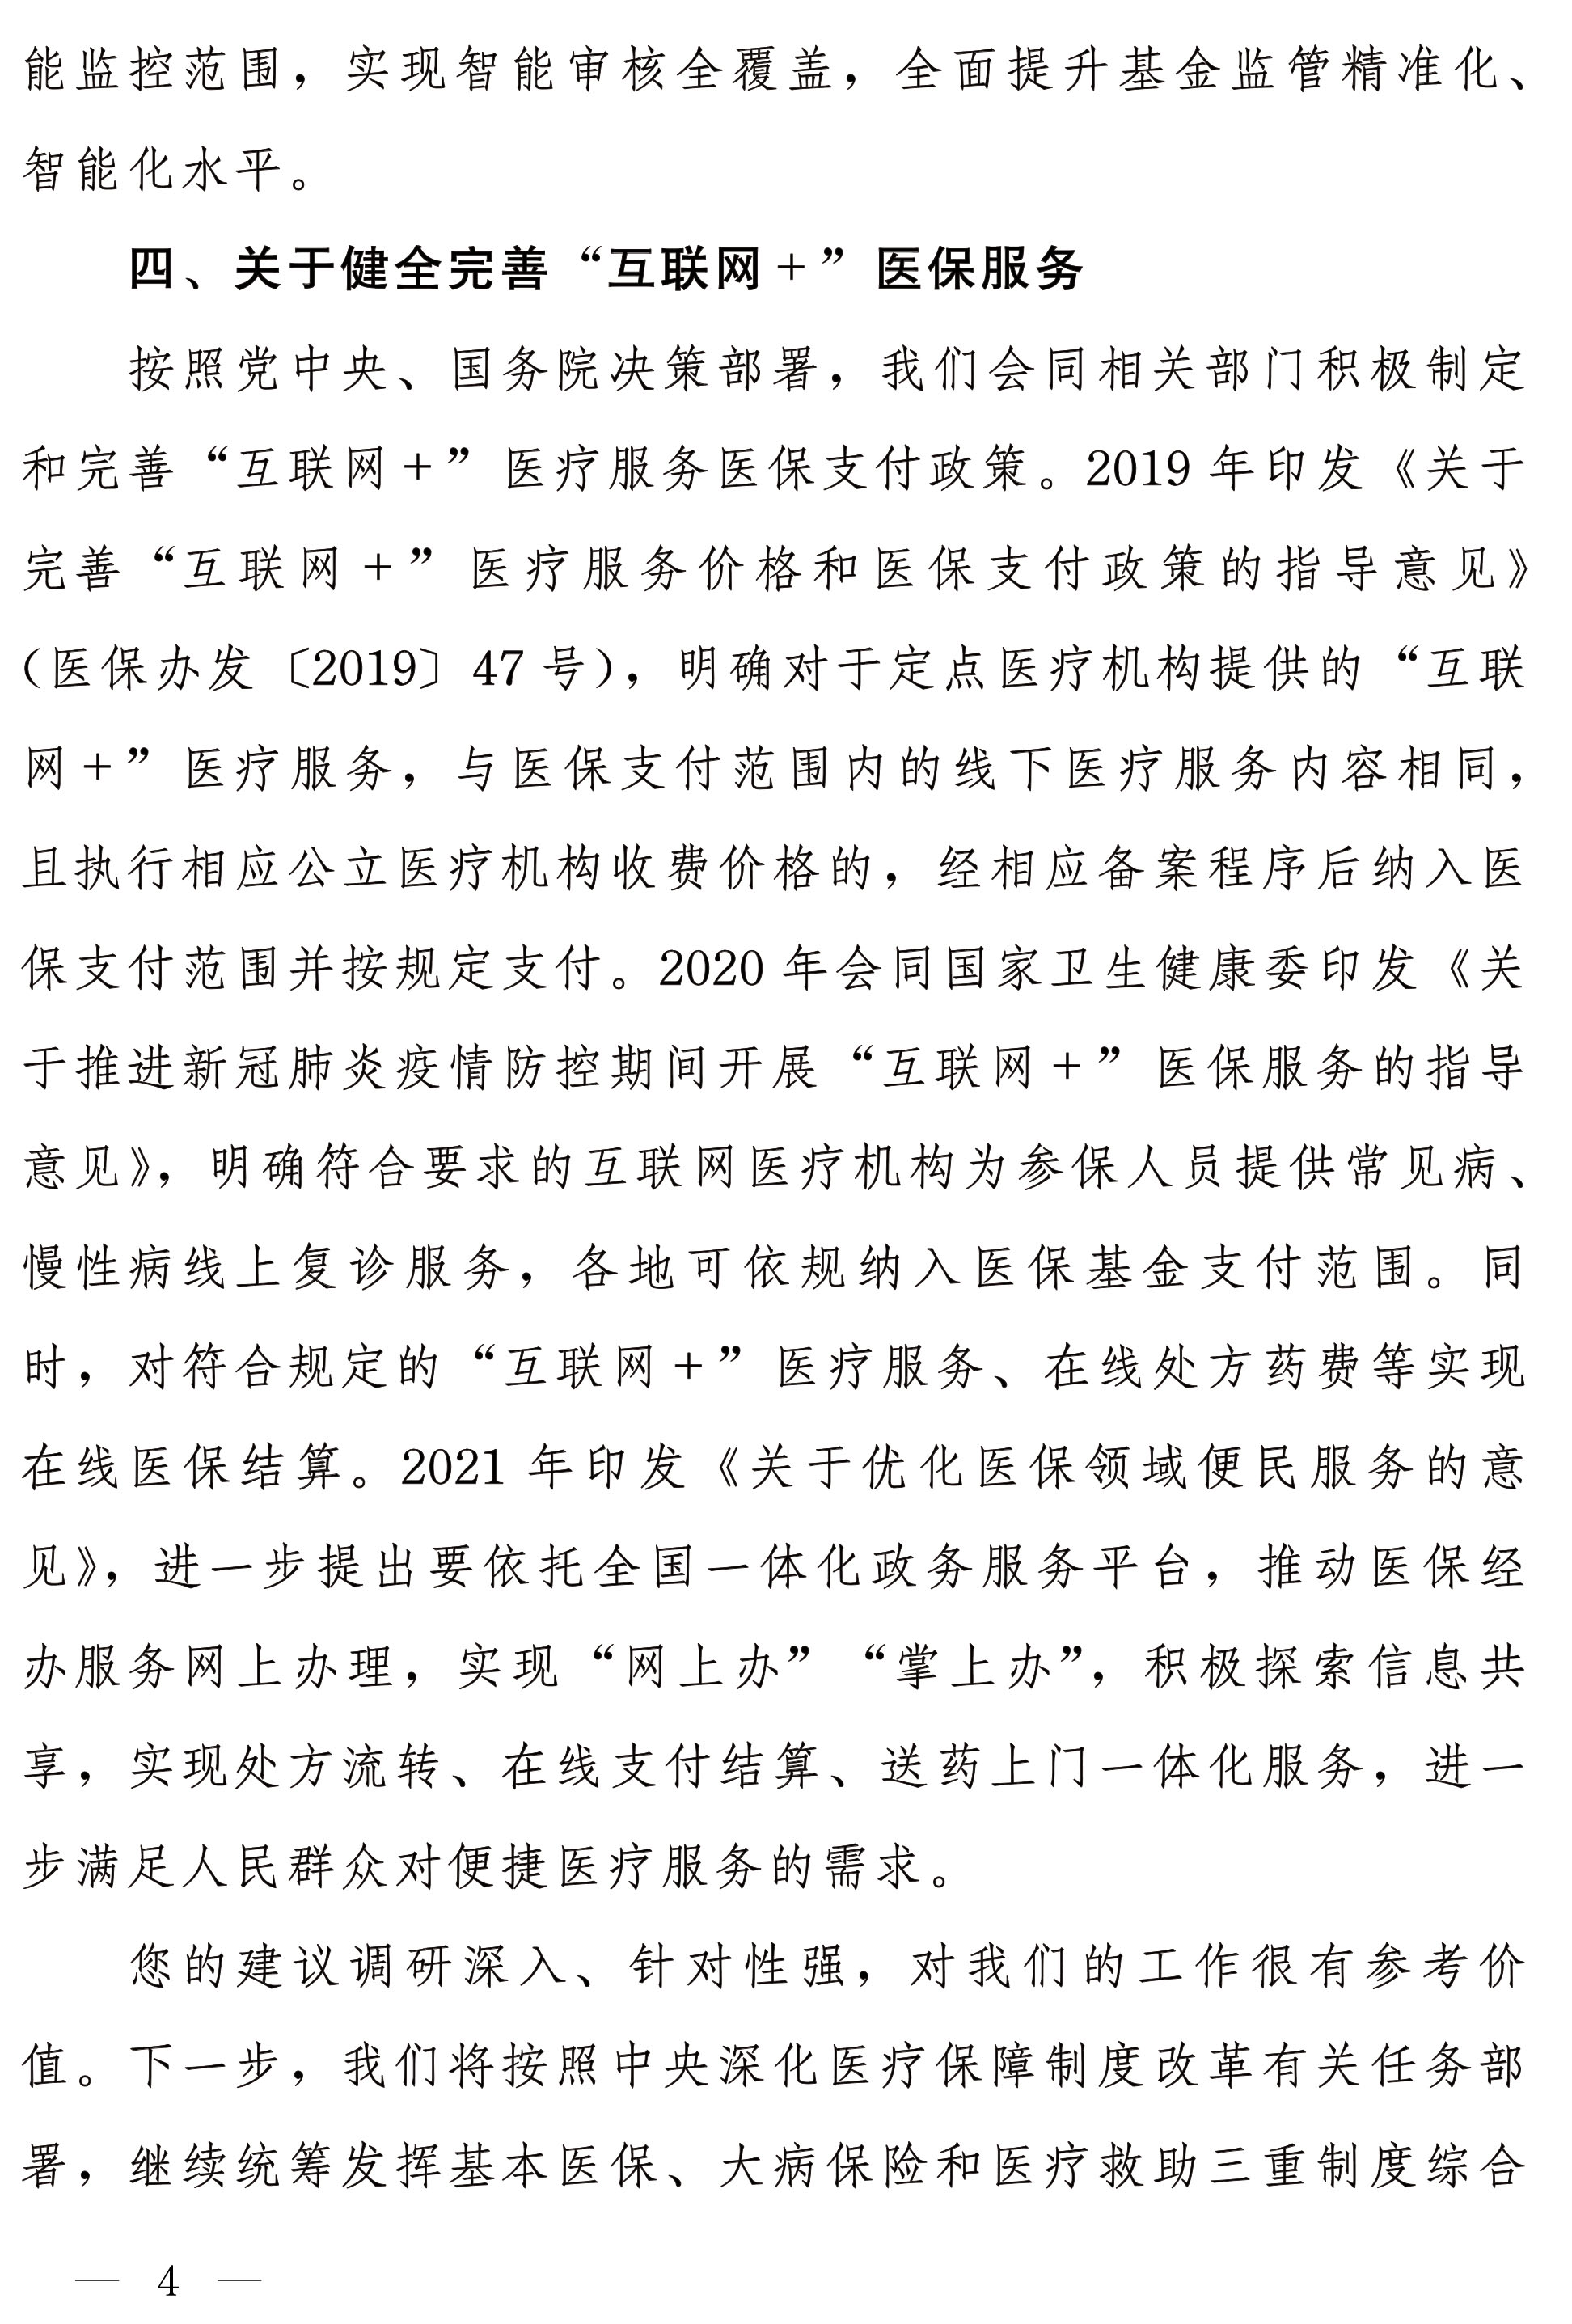 能监控范围，实现智能审核全覆盖，全面提升基金监管精准化、
智能化水平。
四、关于健全完善“互联网+”医保服务
按照党中央、国务院决策部署，我们会同相关部门积极制定
和完善“互联网+”医疗服务医保支付政策。2019 年印发《关于
完善“互联网+”医疗服务价格和医保支付政策的指导意见》
（医保办发〔2019〕47 号），明确对于定点医疗机构提供的“互联
网+”医疗服务，与医保支付范围内的线下医疗服务内容相同，
且执行相应公立医疗机构收费价格的，经相应备案程序后纳入医
保支付范围并按规定支付。2020 年会同国家卫生健康委印发《关
于推进新冠肺炎疫情防控期间开展“互联网+”医保服务的指导
意见》，明确符合要求的互联网医疗机构为参保人员提供常见病、
慢性病线上复诊服务，各地可依规纳入医保基金支付范围。同
时，对符合规定的“互联网+”医疗服务、在线处方药费等实现
在线医保结算。2021 年印发《关于优化医保领域便民服务的意
见》，进一步提出要依托全国一体化政务服务平台，推动医保经
办服务网上办理，实现“网上办”“掌上办”，积极探索信息共
享，实现处方流转、在线支付结算、送药上门一体化服务，进一
步满足人民群众对便捷医疗服务的需求。
您的建议调研深入、针对性强，对我们的工作很有参考价
值。下一步，我们将按照中央深化医疗保障制度改革有关任务部
署，继续统筹发挥基本医保、大病保险和医疗救助三重制度综合
— 4 —